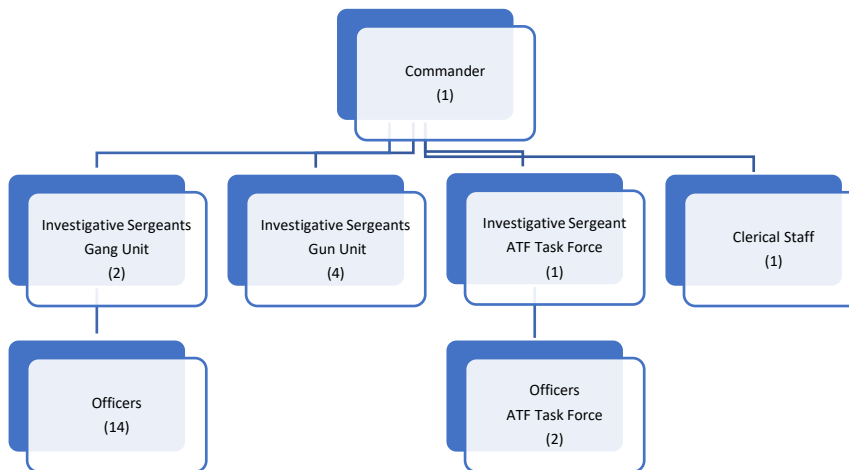 Commander
(1)
Investigative Sergeants
Gang Unit
(2)
Investigative Sergeants
Gun Unit
(4)
Investigative Sergeant
ATF Task Force
(1)
Clerical Staff
(1)
Officers
(14)
Officers
ATF Task Force
(2)